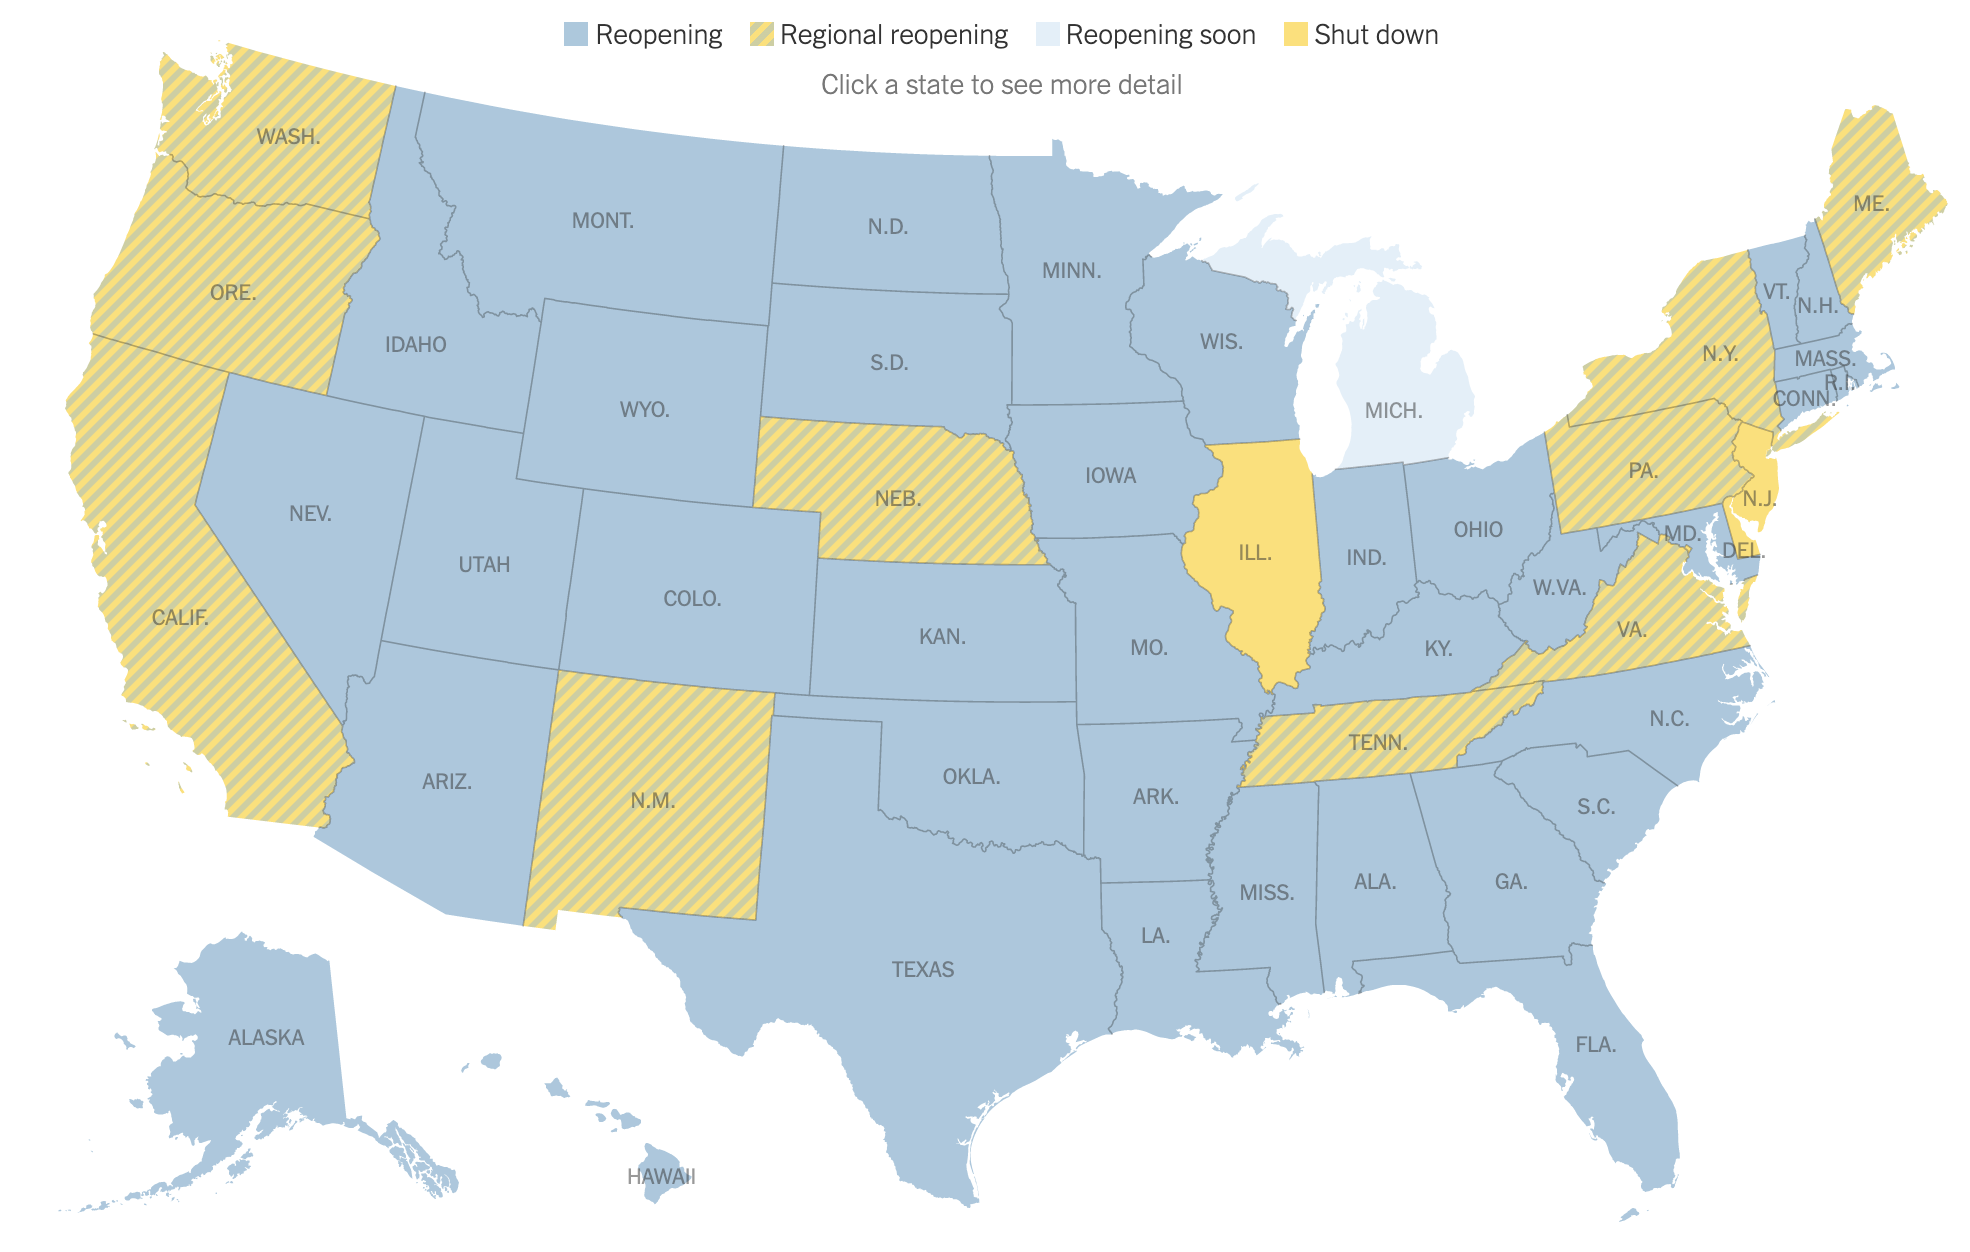 Reopening Regional reopening Reopening soon Shut down
Click a state to see more detail
WASH.
ME.
MONT.
N.D.
MINN.
ORE.
VT.
N.H.
IDAHO
WIS.
N.Y.
MASS.
S.D.
R.I.
CONN.
WYO.
MICH.
PA.
IOWA
NEB.
N.J.
NEV.
OHIO
MD.
ILL.
DEL.
IND.
UTAH
W.VA.
COLO.
CALIF.
VA.
KAN.
MO.
KY.
N.C.
TENN.
OKLA.
ARIZ.
ARK.
N.M.
S.C.
GA.
ALA.
MISS.
LA.
TEXAS
ALASKA
FLA.
HAWAII